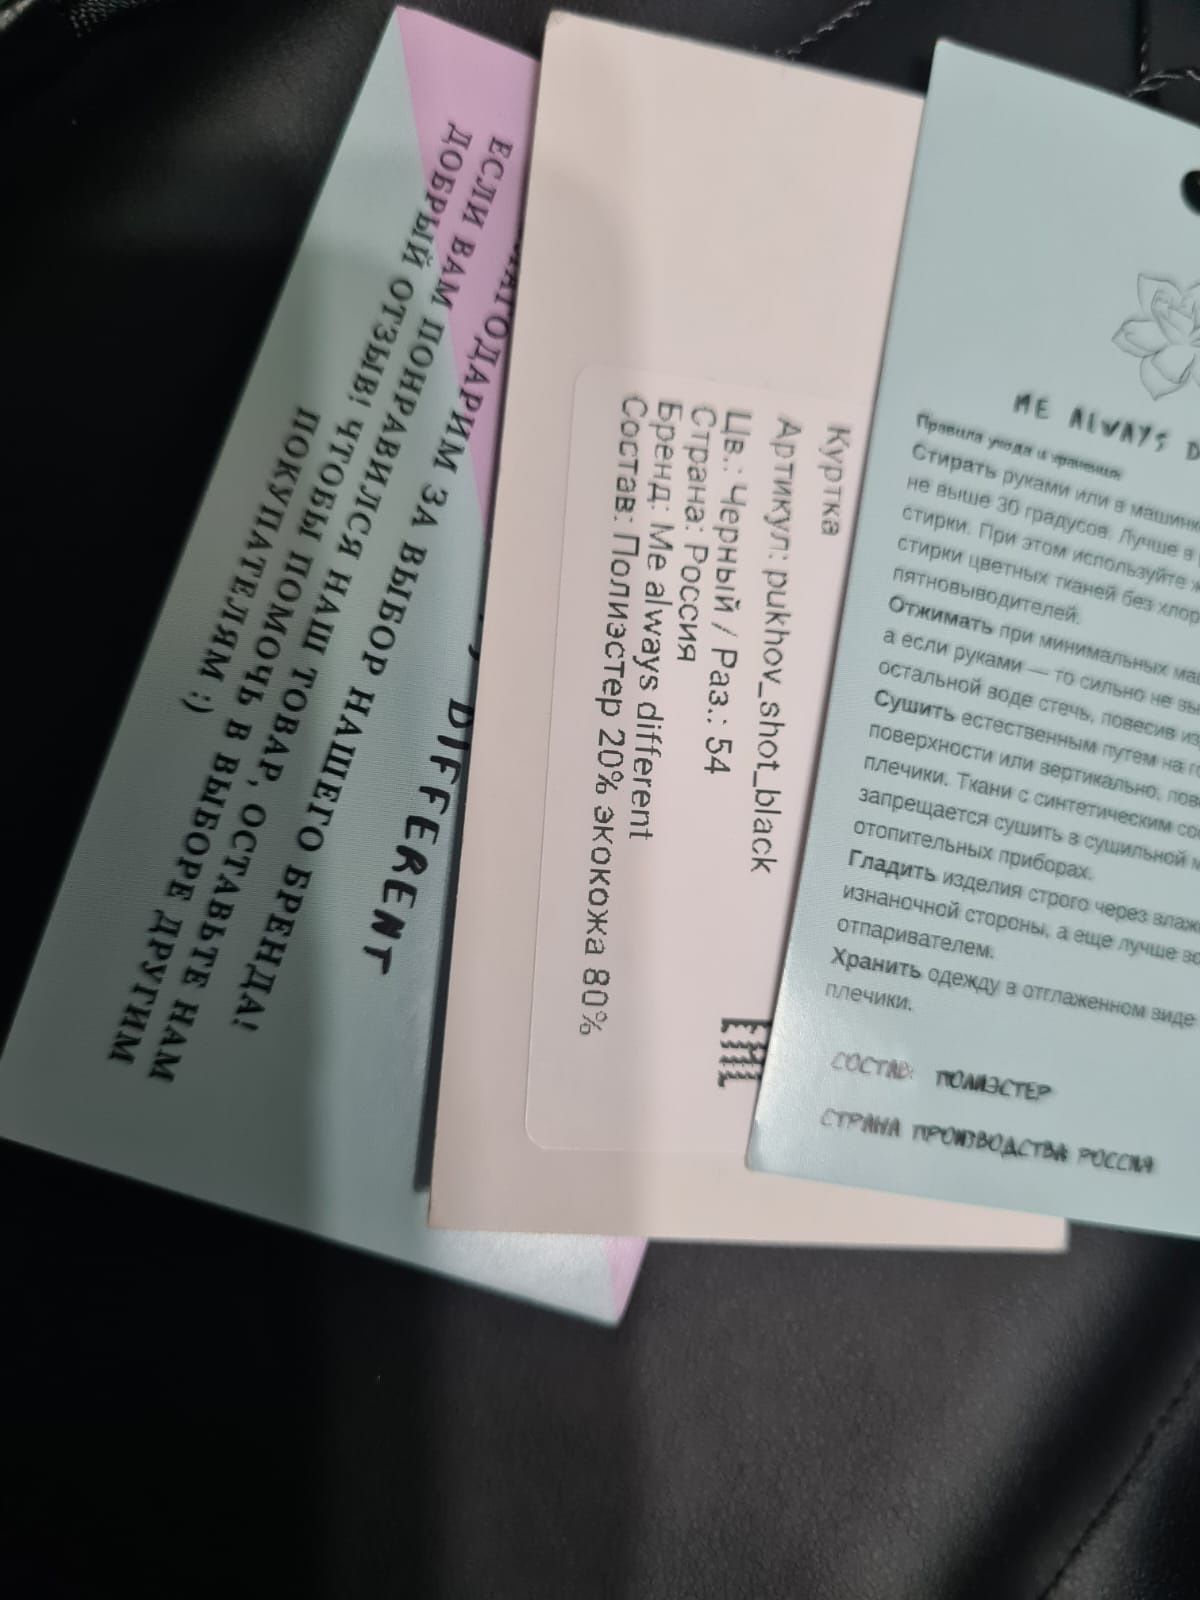 БЛАГОДАРИМ ЗА ВЫБОР НАШЕГО БРЕНДА!
ЕСЛИ ВАМ ПОНРАВИЛСЯ НАШ ТОВАР, ОСТАВЬТЕ НАМ
ДОБРЫЙ ОТЗЫВ! ЧТОБЫ ПОМОЧЬ В ВЫБОРЕ ДРУГИМ
ПОКУПАТЕЛЯМ :)
DIFFERENT
Куртка
Артикул: pukhov_shot_black
Цв.: Черный / Раз.: 54
Страна: Россия
Бренд: Me always different
Состав: Полиэстер 20% экокожа 80%
ME ALWAYS D
Правила ухода и хранения
Стирать руками или в машинк
не выше 30 градусов. Лучше в
стирки. При этом используйте
стирки цветных тканей без хлор
пятновыводителей.
Отжимать при минимальных
а если руками — то сильно не
остальной воде стечь, повесив
Сушить естественным путем на
поверхности или вертикально,
плечики. Ткани с синтетическим
запрещается сушить в сушильной
отопительных приборах.
Гладить изделия строго через
изнаночной стороны, а еще лучше
отпаривателем.
Хранить одежду в отглаженном виде
плечики.
СОСТАВ: ПОЛИЭСТЕР
СТРАНА ПРОИЗВОДСТВА РОССИЯ